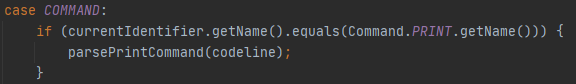 case COMMAND:
    if (currentIdentifier.getName().equals(Command.PRINT.getName())) {
        parsePrintCommand(codeline);
    }